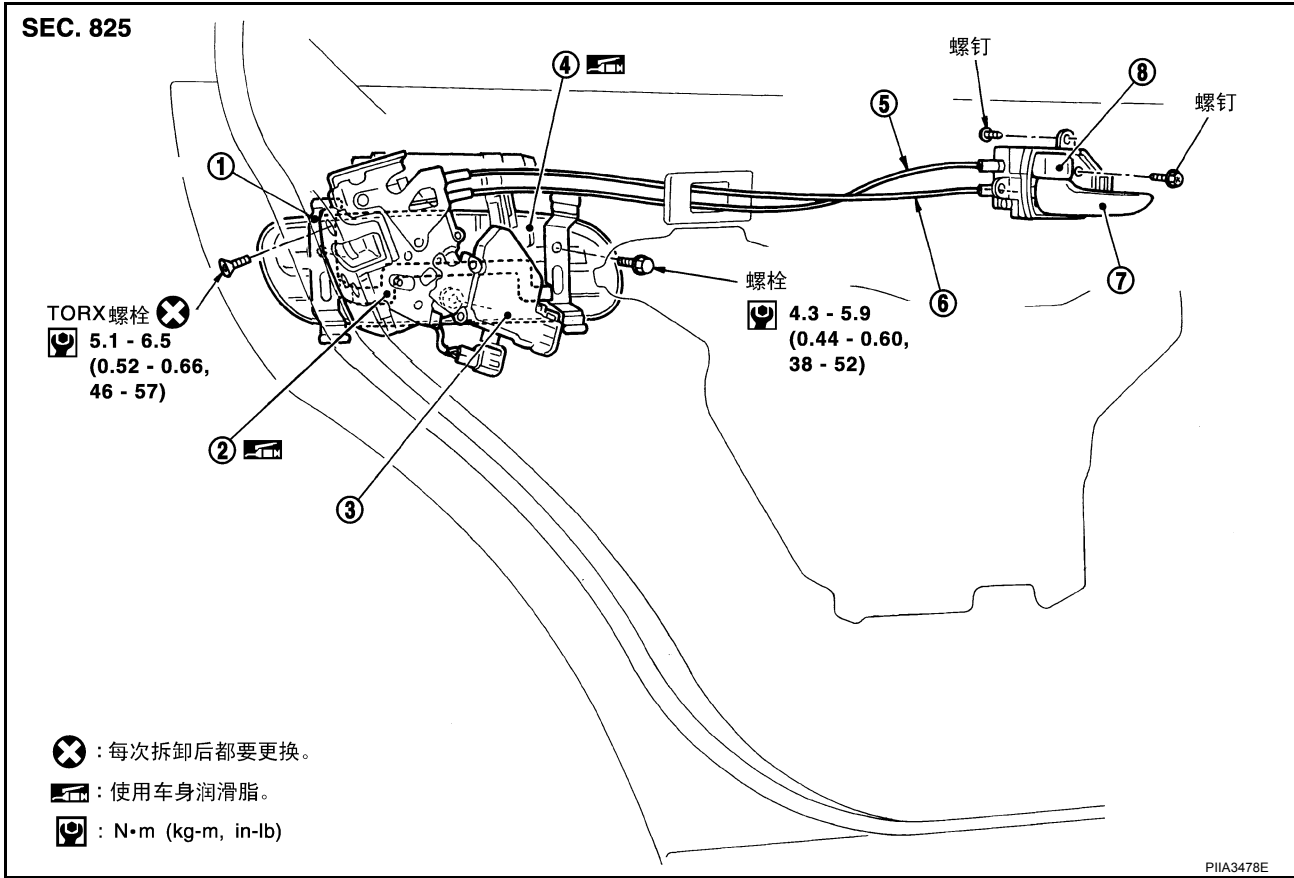 SEC. 825
螺钉
④
⑧
⑤
螺钉
①
⑦
螺栓
4.3 - 5.9
(0.44 - 0.60,
38 - 52)
⑥
TORX螺栓
5.1 - 6.5
(0.52 - 0.66,
46 - 57)
②
③
: 每次拆卸后都要更换。
: 使用车身润滑脂。
: N•m (kg-m, in-lb)
PIIA3478E